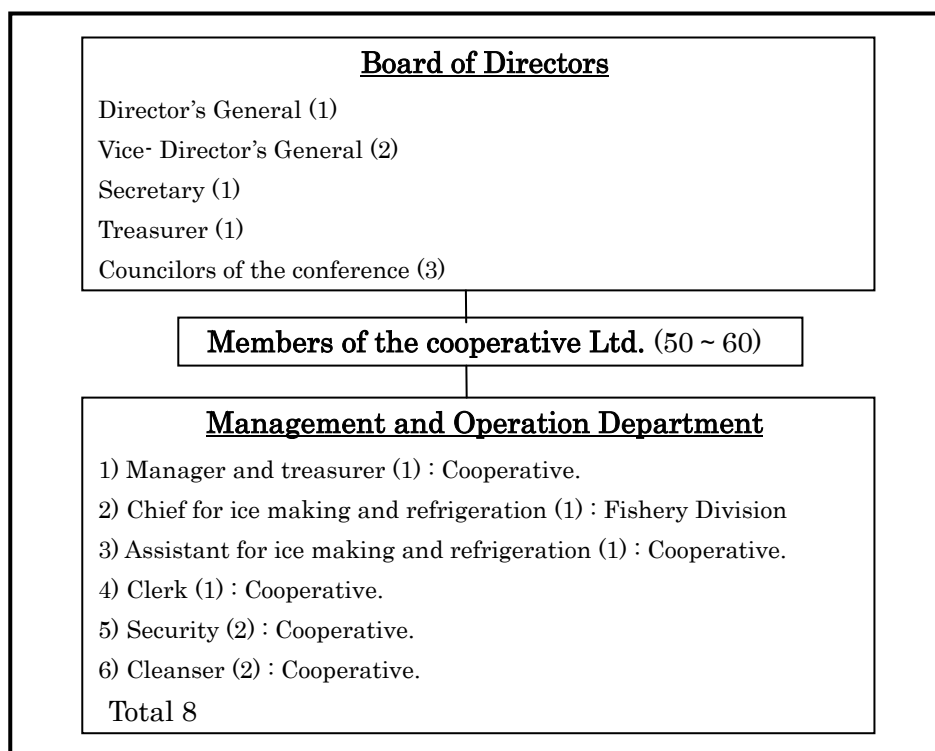 Board of Directors
Director’s General (1)
Vice- Director’s General (2)
Secretary (1)
Treasurer (1)
Councilors of the conference (3)
Members of the cooperative Ltd. (50 ~ 60)
Management and Operation Department
1) Manager and treasurer (1) : Cooperative.
2) Chief for ice making and refrigeration (1) : Fishery Division
3) Assistant for ice making and refrigeration (1) : Cooperative.
4) Clerk (1) : Cooperative.
5) Security (2) : Cooperative.
6) Cleanser (2) : Cooperative.
Total 8